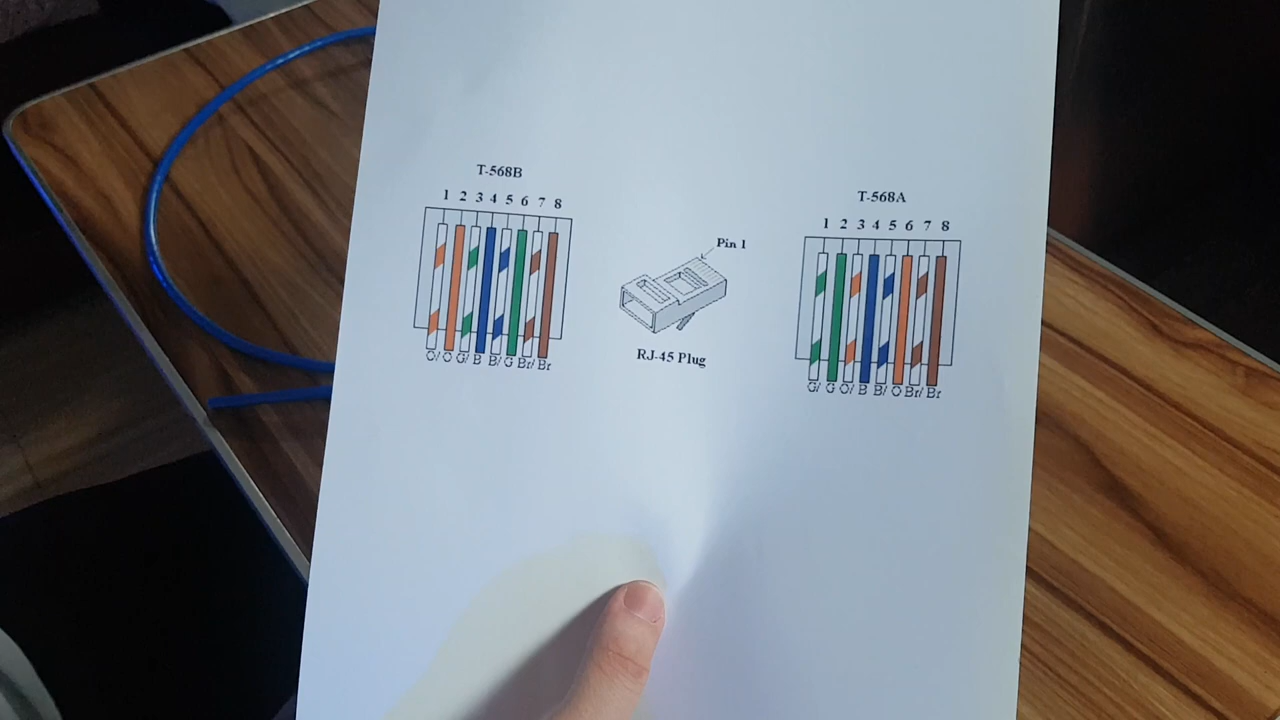 T-568B
1 2 3 4 5 6 7 8
O/ O G/ B B/ G Br/ Br
Pin 1
RJ-45 Plug
T-568A
1 2 3 4 5 6 7 8
G/ G O/ B B/ O Br/ Br